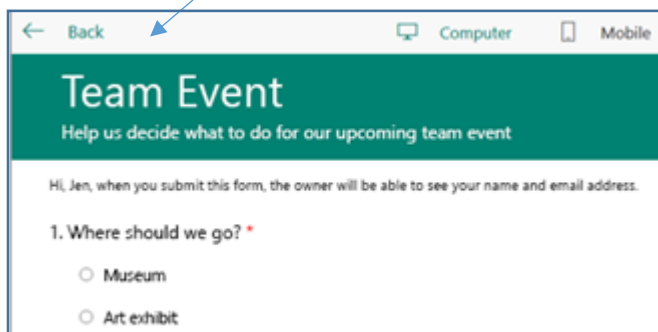 Back Computer Mobile
Team Event
Help us decide what to do for our upcoming team event
Hi, Jen, when you submit this form, the owner will be able to see your name and email address.
1. Where should we go? *
Museum
Art exhibit